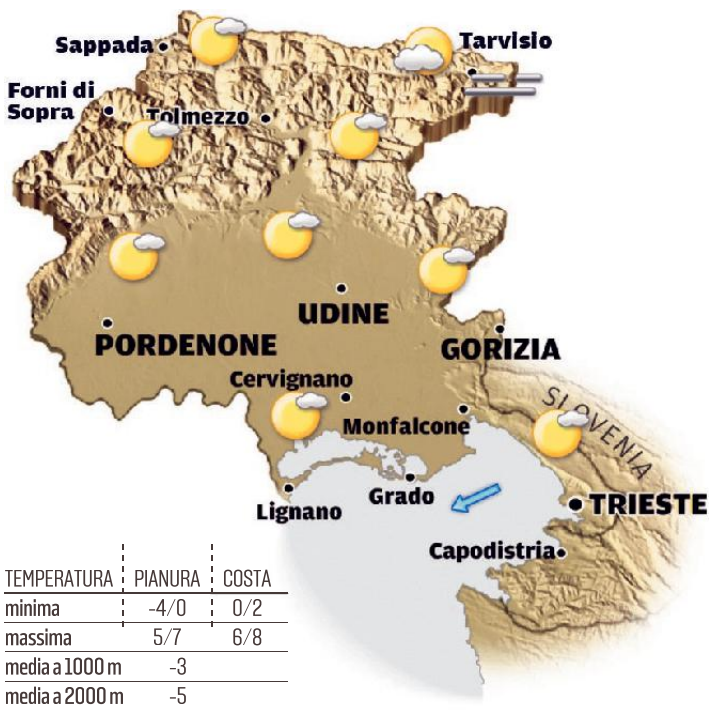 Sappada
Tarvisio
Forni di
Sopra
Tolmezzo
UDINE
PORDENONE
GORIZIA
Cervignano
SLOVENIA
Monfalcone
Lignano
Grado
TRIESTE
Capodistria
TEMPERATURA PIANURA COSTA
minima -4/0 0/2
massima 5/7 6/8
media a 1000 m -3
media a 2000 m -5